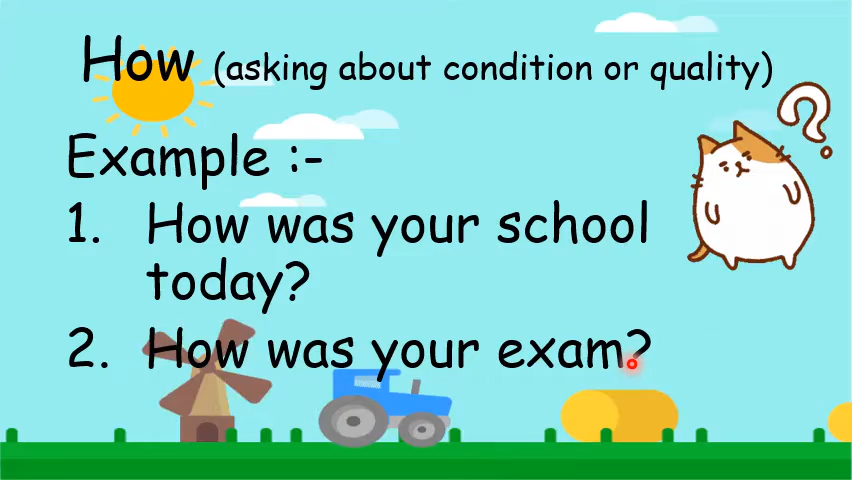 How (asking about condition or quality)
Example :-
1. How was your school
today?
2. How was your exam?